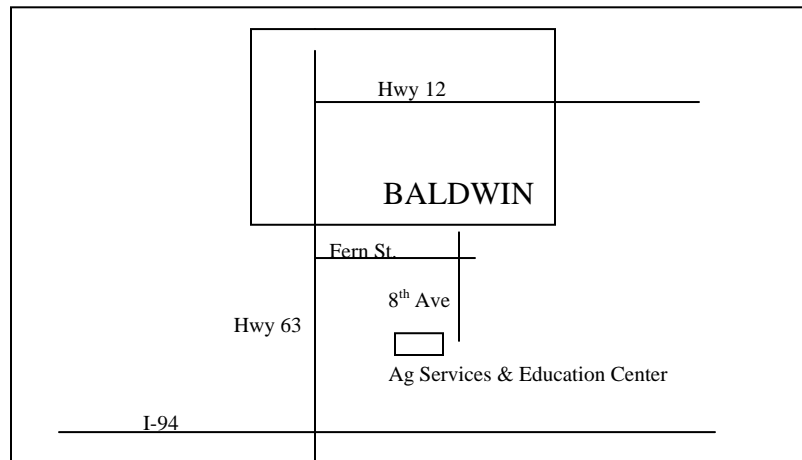 Hwy 12
BALDWIN
Fern St.
8th Ave
Hwy 63
Ag Services & Education Center
I-94